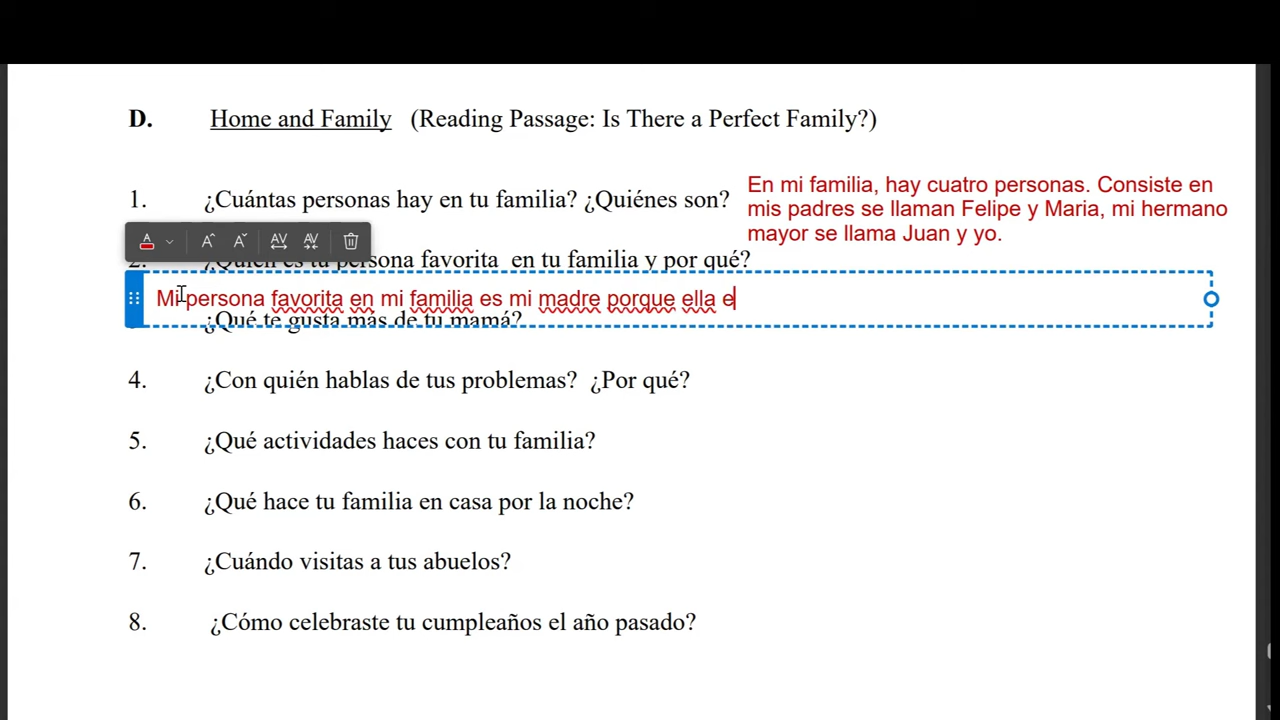 D. Home and Family (Reading Passage: Is There a Perfect Family?)
1. ¿Cuántas personas hay en tu familia? ¿Quiénes son?
En mi familia, hay cuatro personas. Consiste en
mis padres se llaman Felipe y Maria, mi hermano
mayor se llama Juan y yo.
2. ¿Quién es tu persona favorita en tu familia y por qué?
Mi persona favorita en mi familia es mi madre porque ella e
¿Qué te gusta más de tu mamá?
4. ¿Con quién hablas de tus problemas? ¿Por qué?
5. ¿Qué actividades haces con tu familia?
6. ¿Qué hace tu familia en casa por la noche?
7. ¿Cuándo visitas a tus abuelos?
8. ¿Cómo celebraste tu cumpleaños el año pasado?